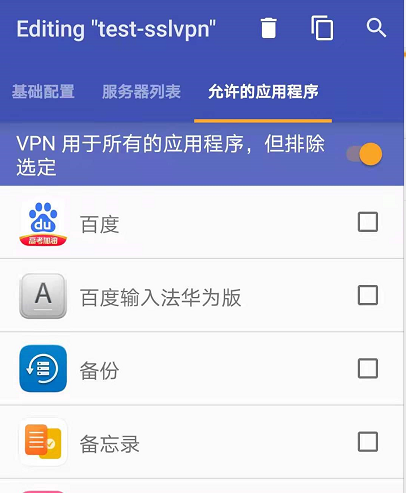 Editing "test-sslvpn"
基础配置 服务器列表 允许的应用程序
VPN 用于所有的应用程序，但排除
选定
du
高考加油
百度
A
百度输入法华为版
备份
备忘录